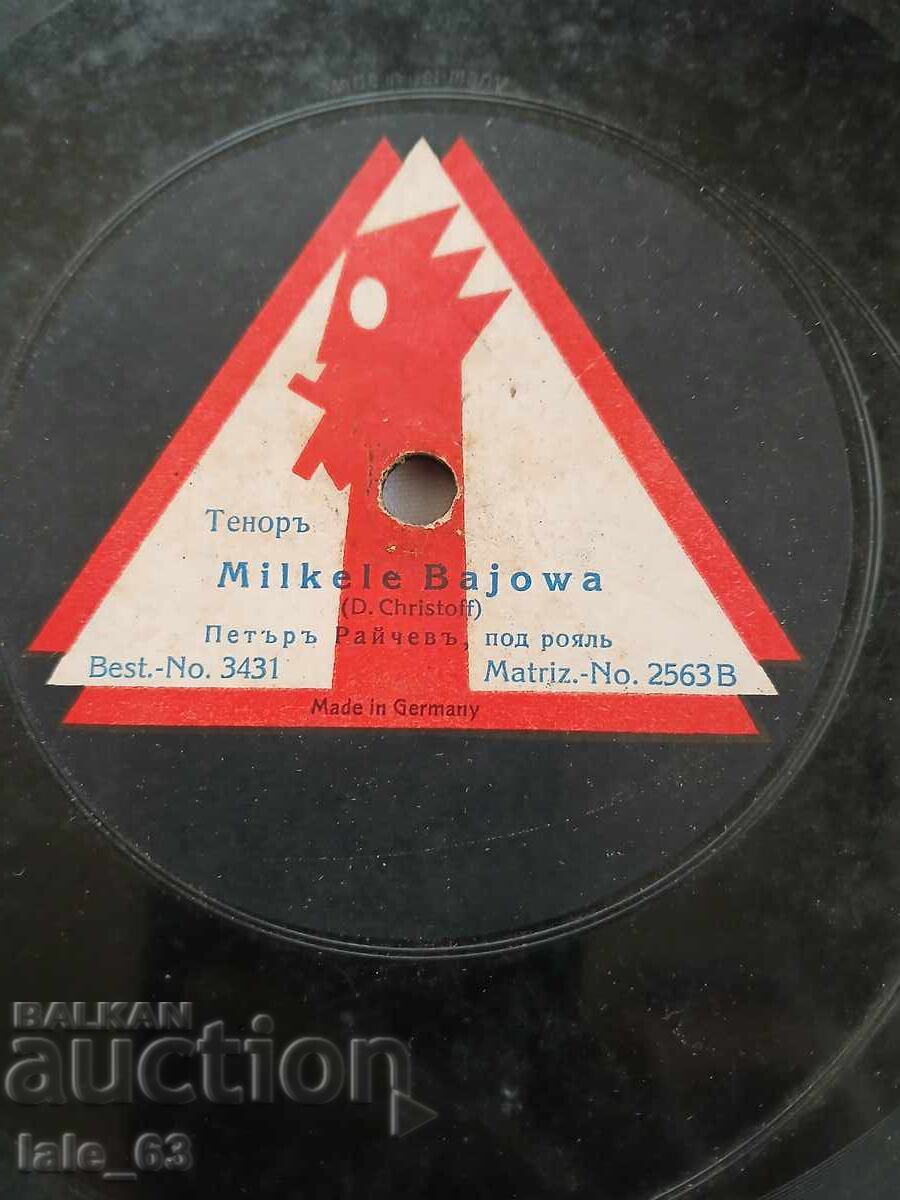 Теноръ
Milkele Bajowa
(D. Christoff)
Петъръ Райчевъ, под рояль
Best.-No. 3431 Matriz.-No. 2563 B
Made in Germany
BALKAN
auction
lale_63